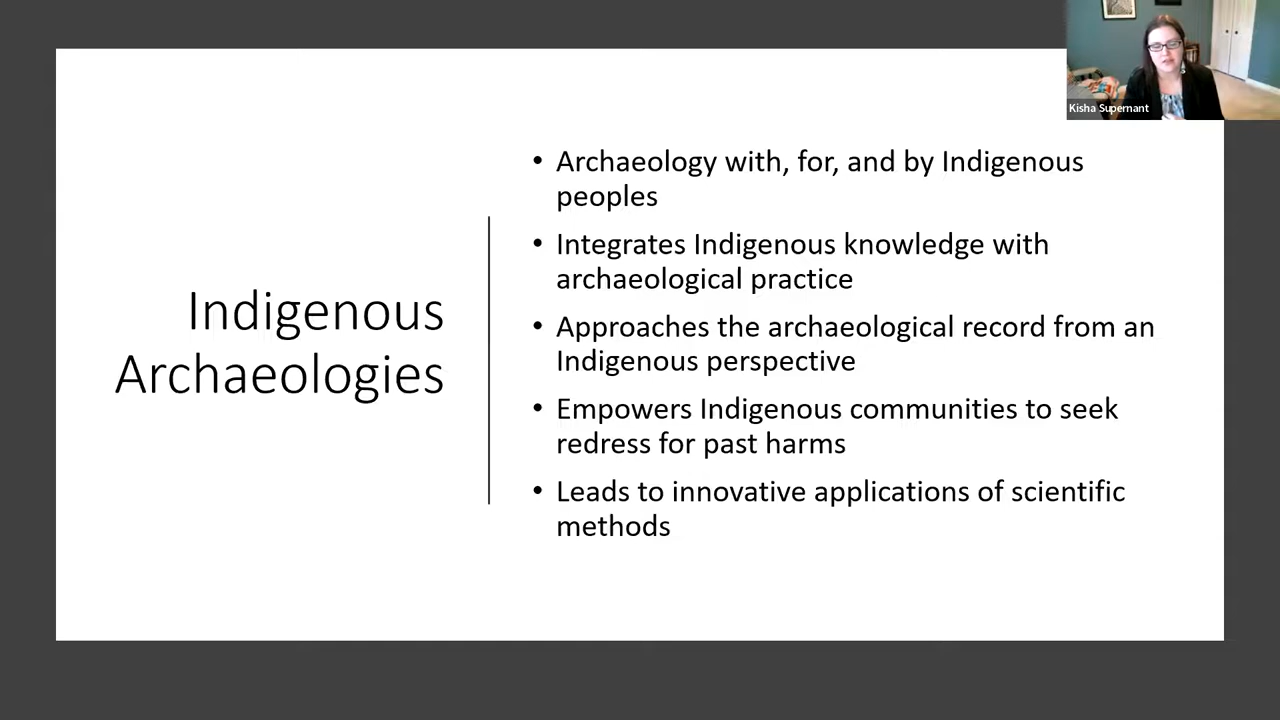 Kisha Supernant
Indigenous
Archaeologies
• Archaeology with, for, and by Indigenous
peoples
• Integrates Indigenous knowledge with
archaeological practice
• Approaches the archaeological record from an
Indigenous perspective
• Empowers Indigenous communities to seek
redress for past harms
• Leads to innovative applications of scientific
methods